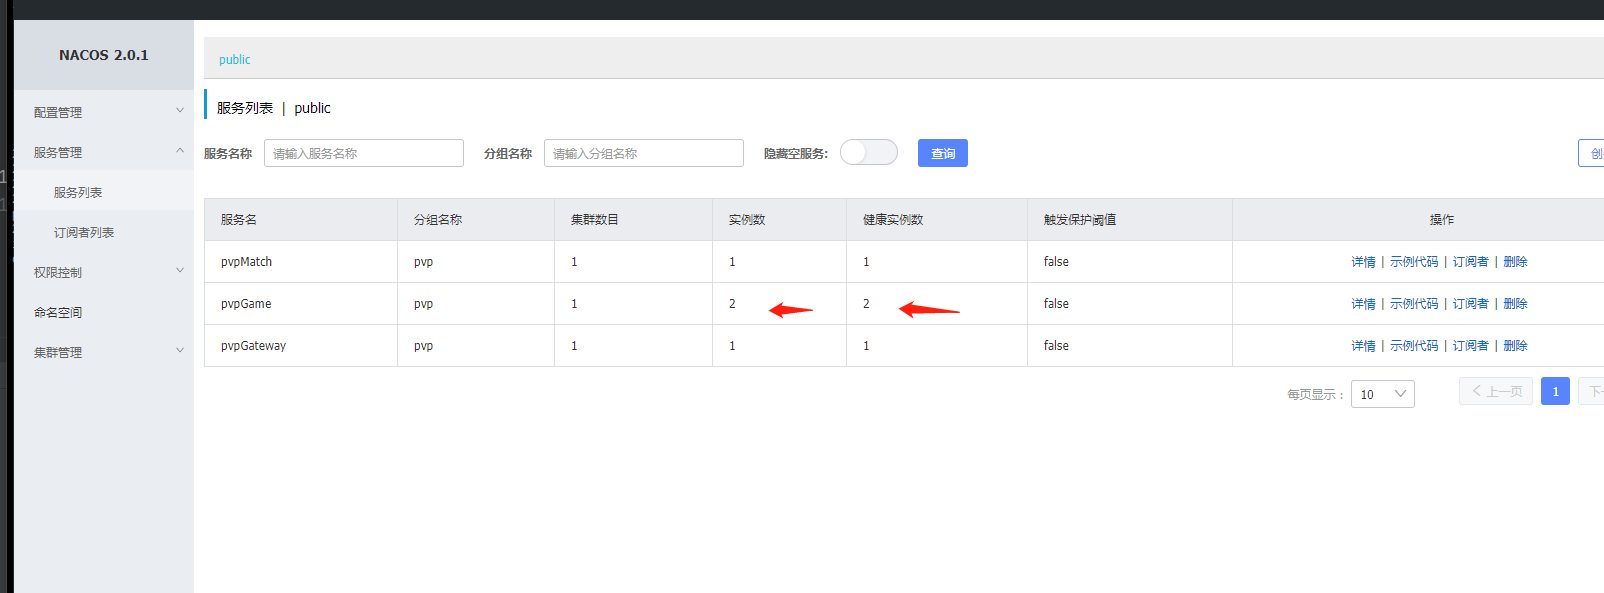 NACOS 2.0.1
配置管理
服务管理
服务列表
订阅者列表
权限控制
命名空间
集群管理
public
服务列表 | public
服务名称 请输入服务名称 分组名称 请输入分组名称 隐藏空服务: 查询
服务名 分组名称 集群数目 实例数 健康实例数 触发保护阈值 操作
pvpMatch pvp 1 1 1 false 详情 | 示例代码 | 订阅者 | 删除
pvpGame pvp 1 2 2 false 详情 | 示例代码 | 订阅者 | 删除
pvpGateway pvp 1 1 1 false 详情 | 示例代码 | 订阅者 | 删除
每页显示: 10 上一页 1 下一